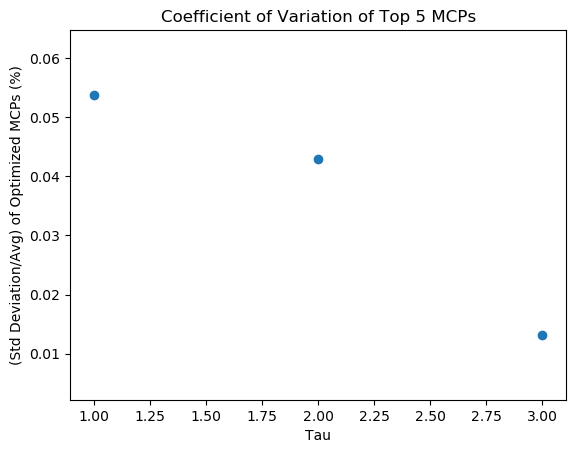 Coefficient of Variation of Top 5 MCPs
(Std Deviation/Avg) of Optimized MCPs (%)
0.06
0.05
0.04
0.03
0.02
0.01
1.00 1.25 1.50 1.75 2.00 2.25 2.50 2.75 3.00
Tau